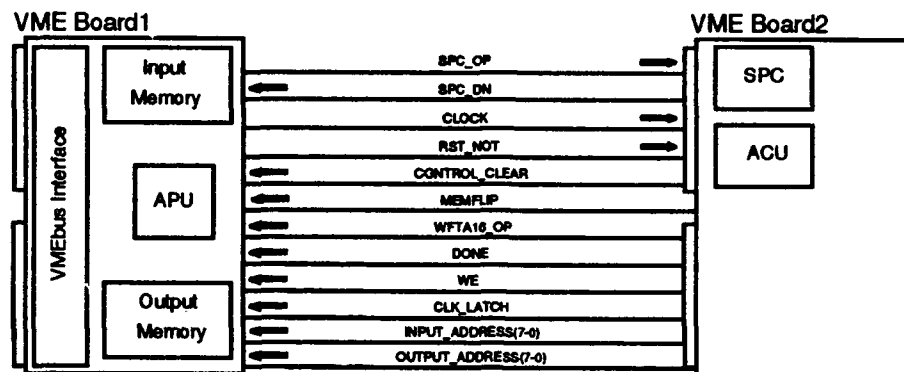 VME Board1
VME Board2
VMEbus Interface
Input
Memory
APU
Output
Memory
SPC_OP
SPC_DN
CLOCK
RST_NOT
CONTROL_CLEAR
MEMFLIP
WFTA16_OP
DONE
WE
CLK_LATCH
INPUT_ADDRESS(7-0)
OUTPUT_ADDRESS(7-0)
SPC
ACU